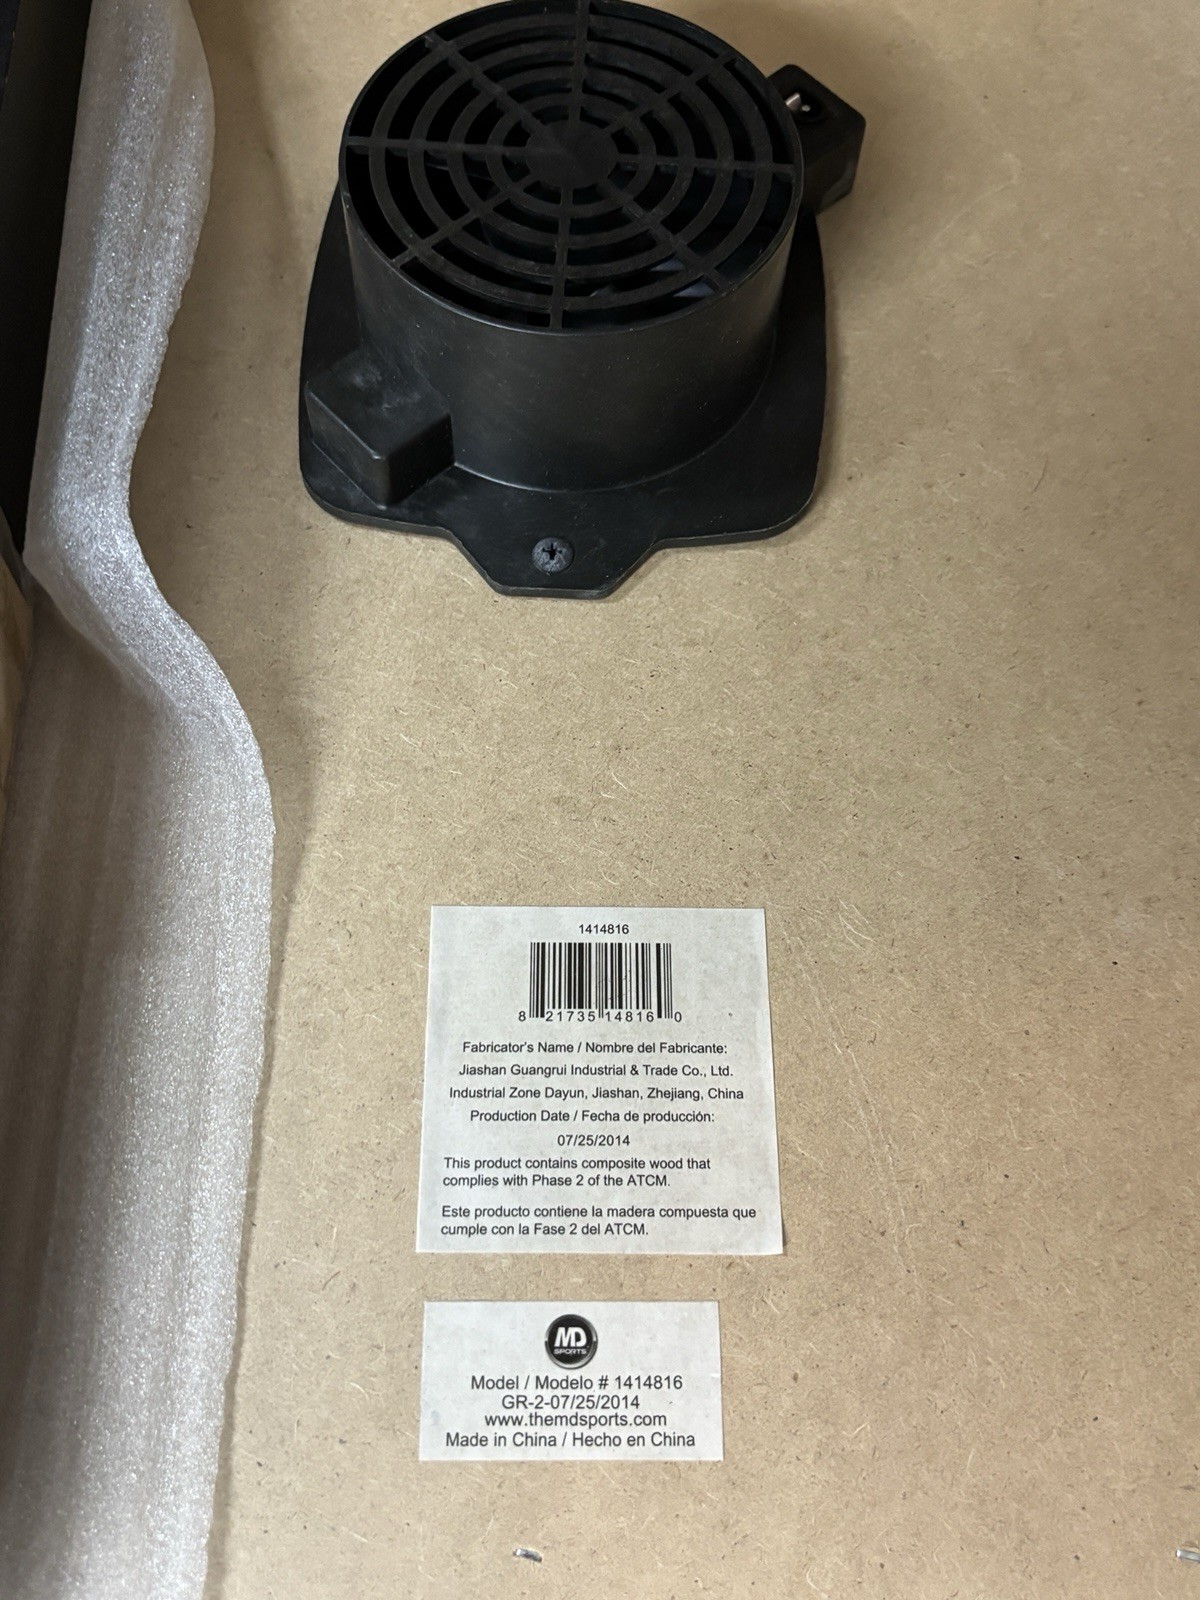 1414816
8 21735 14816 0
Fabricator's Name / Nombre del Fabricante:
Jiashan Guangrui Industrial & Trade Co., Ltd.
Industrial Zone Dayun, Jiashan, Zhejiang, China
Production Date / Fecha de producción:
07/25/2014
This product contains composite wood that
complies with Phase 2 of the ATCM.
Este producto contiene la madera compuesta que
cumple con la Fase 2 del ATCM.
MD
SPORTS
Model / Modelo # 1414816
GR-2-07/25/2014
www.themdsports.com
Made in China / Hecho en China